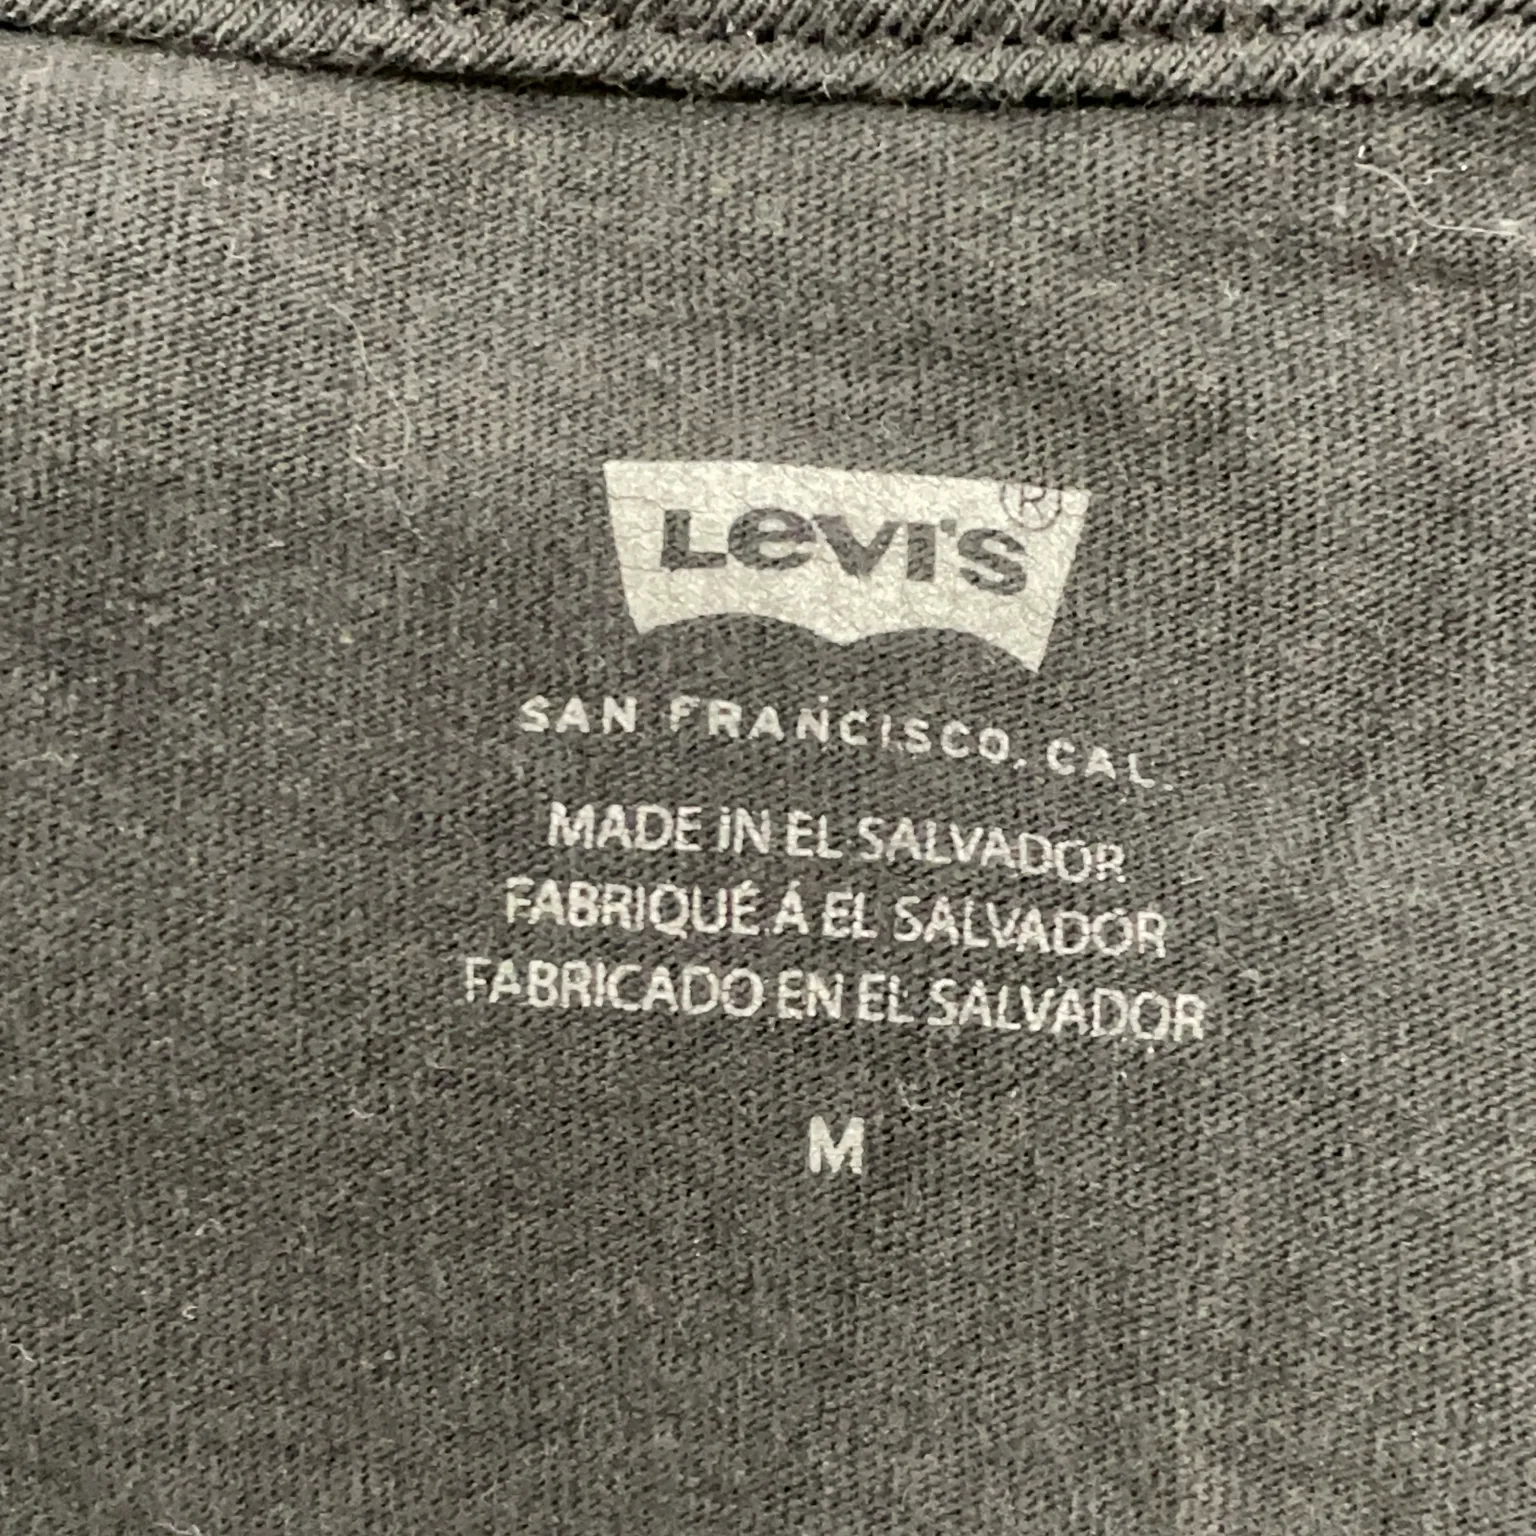 Levi's®
SAN FRANCISCO, CAL.
MADE IN EL SALVADOR
FABRIQUÉ Á EL SALVADOR
FABRICADO EN EL SALVADOR
M